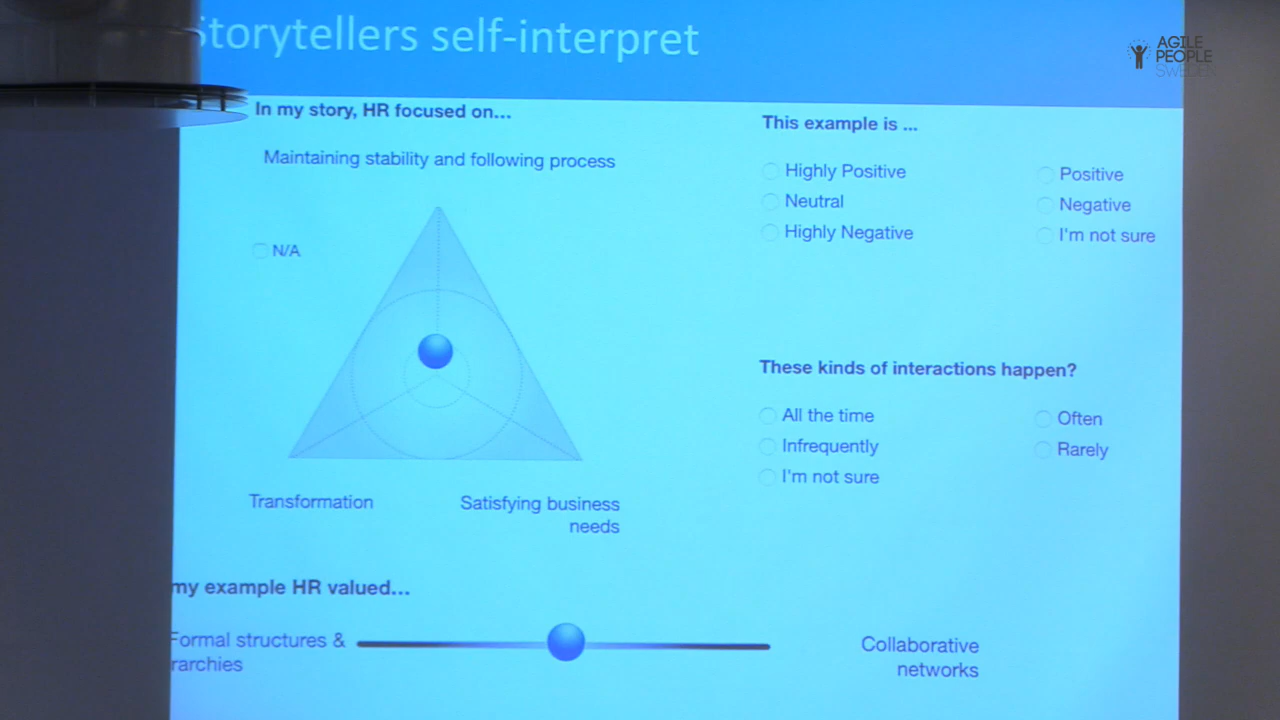 Storytellers self-interpret
AGILE
PEOPLE
SWEDEN
In my story, HR focused on...
Maintaining stability and following process
N/A
Transformation
Satisfying business
needs
This example is ...
Highly Positive
Positive
Neutral
Negative
Highly Negative
I'm not sure
These kinds of interactions happen?
All the time
Often
Infrequently
Rarely
I'm not sure
my example HR valued...
Formal structures &
rarchies
Collaborative
networks